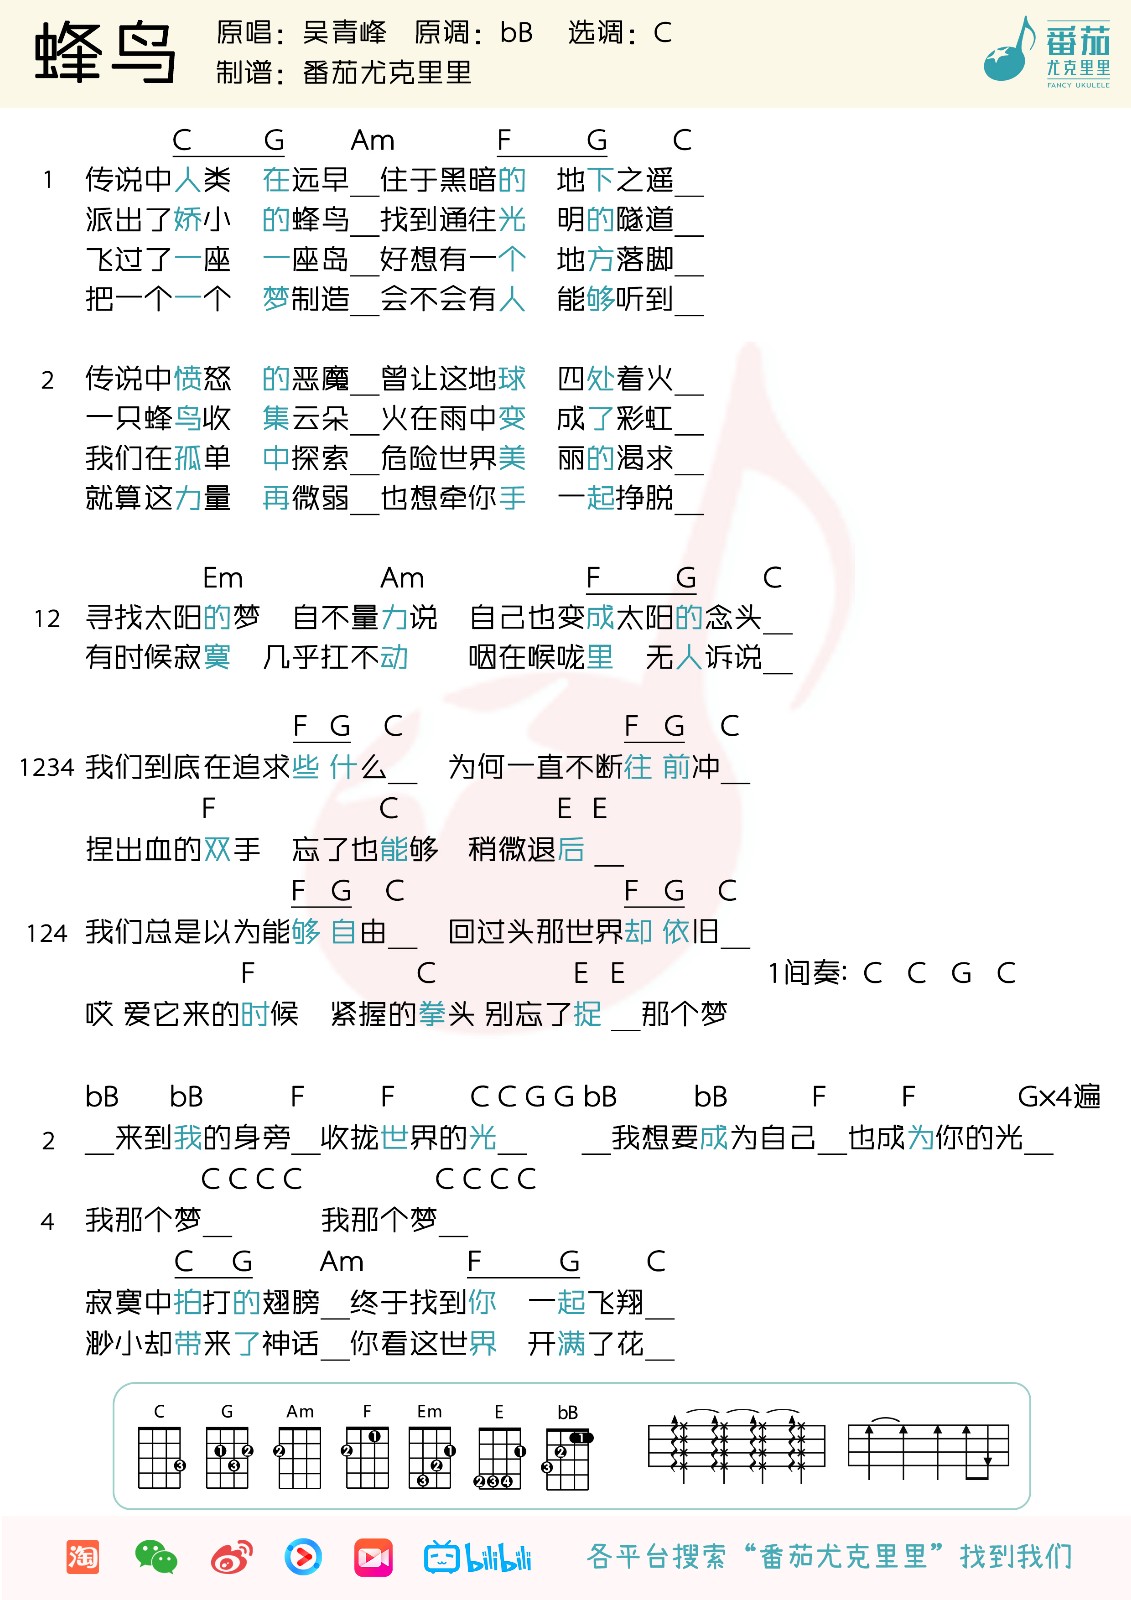 蜂鸟
原唱：吴青峰 原调：bB 选调：C
制谱：番茄尤克里里
番茄
尤克里里
FANCY UKULELE
C G Am F G C
1 传说中人类 在远早__住于黑暗的 地下之遥__
派出了娇小 的蜂鸟__找到通往光 明的隧道__
飞过了一座 一座岛__好想有一个 地方落脚__
把一个一个 梦制造__会不会有人 能够听到__
2 传说中愤怒 的恶魔__曾让这地球 四处着火__
一只蜂鸟收 集云朵__火在雨中变 成了彩虹__
我们在孤单 中探索__危险世界美 丽的渴求__
就算这力量 再微弱__也想牵你手 一起挣脱__
Em Am F G C
12 寻找太阳的梦 自不量力说 自己也变成太阳的念头__
有时候寂寞 几乎扛不动 咽在喉咙里 无人诉说__
F G C F G C
1234 我们到底在追求些 什么__ 为何一直不断往 前冲__
F C E E
捏出血的双手 忘了也能够 稍微退后 __
F G C F G C
124 我们总是以为能够 自由__ 回过头那世界却 依旧__
F C E E 1间奏：C C G C
哎 爱它来的时候 紧握的拳头 别忘了捉 __那个梦
bB bB F F C C G G bB bB F F G×4遍
2 __来到我的身旁__收拢世界的光__ __我想要成为自己__也成为你的光__
C C C C C C C C
4 我那个梦__ 我那个梦__
C G Am F G C
寂寞中拍打的翅膀__终于找到你 一起飞翔__
渺小却带来了神话__你看这世界 开满了花__
C G Am F Em E bB
3 1 2 3 2 2 1 1 2 3 1 2 3 4 1 2 3
淘 bilibili 各平台搜索“番茄尤克里里”找到我们